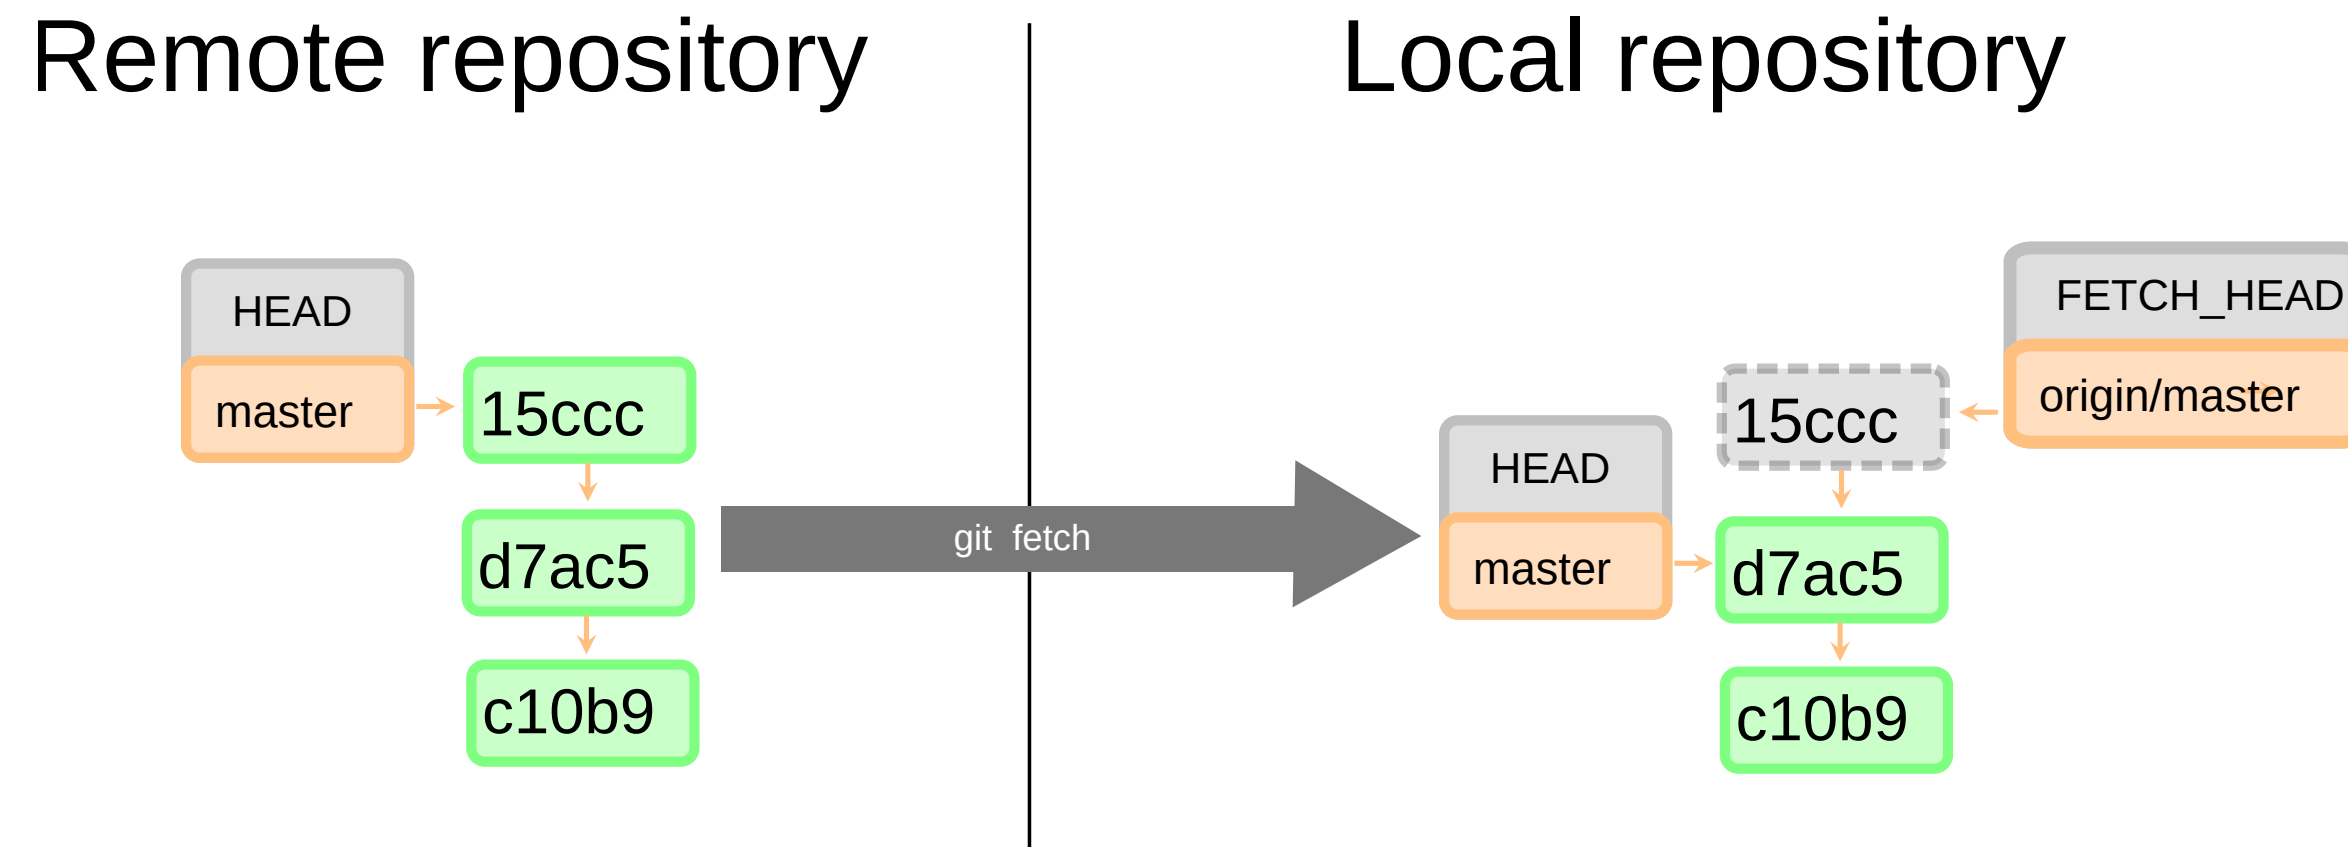 Remote repository
Local repository
HEAD
master
15ccc
d7ac5
c10b9
git fetch
HEAD
master
15ccc
d7ac5
c10b9
FETCH_HEAD
origin/master